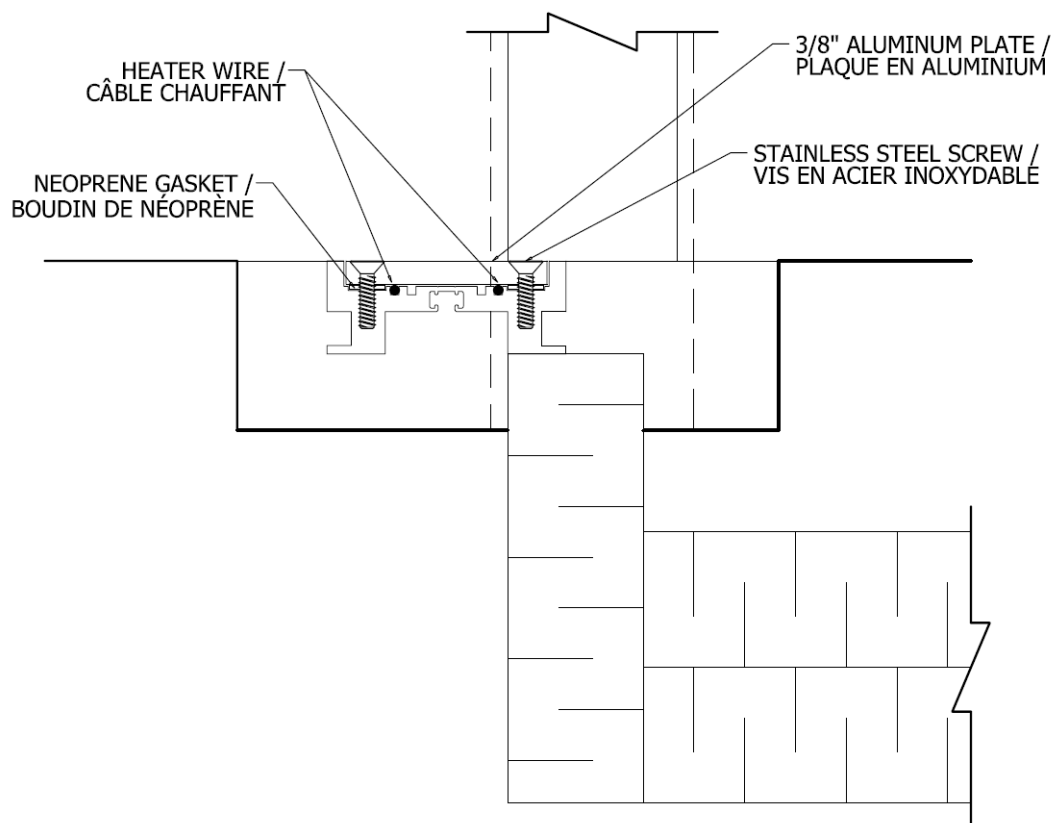 HEATER WIRE /
CÂBLE CHAUFFANT
3/8" ALUMINUM PLATE /
PLAQUE EN ALUMINIUM
NEOPRENE GASKET /
BOUDIN DE NÉOPRÈNE
STAINLESS STEEL SCREW /
VIS EN ACIER INOXYDABLE